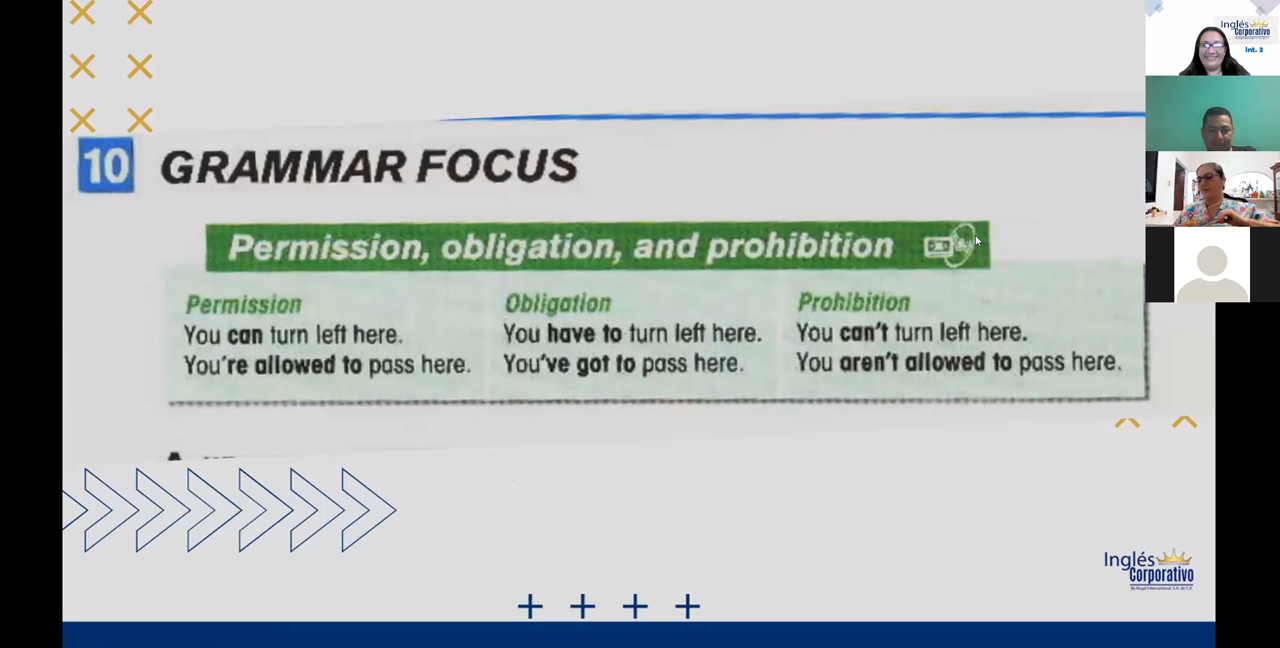 10 GRAMMAR FOCUS
Permission, obligation, and prohibition
Permission
You can turn left here.
You're allowed to pass here.
Obligation
You have to turn left here.
You've got to pass here.
Prohibition
You can't turn left here.
You aren't allowed to pass here.
Inglés
Corporativo
Inglés
Corporativo
Int. 3